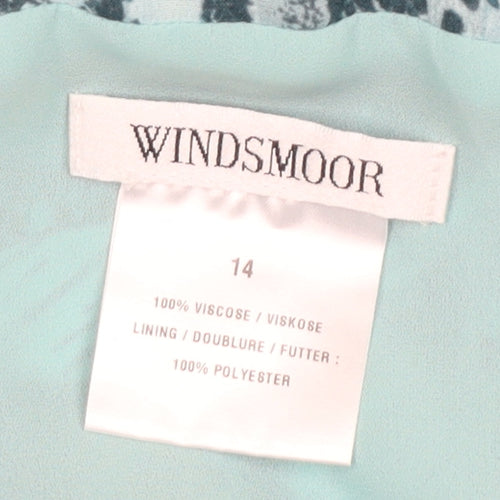 WINDSMOOR
14
100% VISCOSE / VISKOSE
LINING / DOUBLURE / FUTTER :
100% POLYESTER